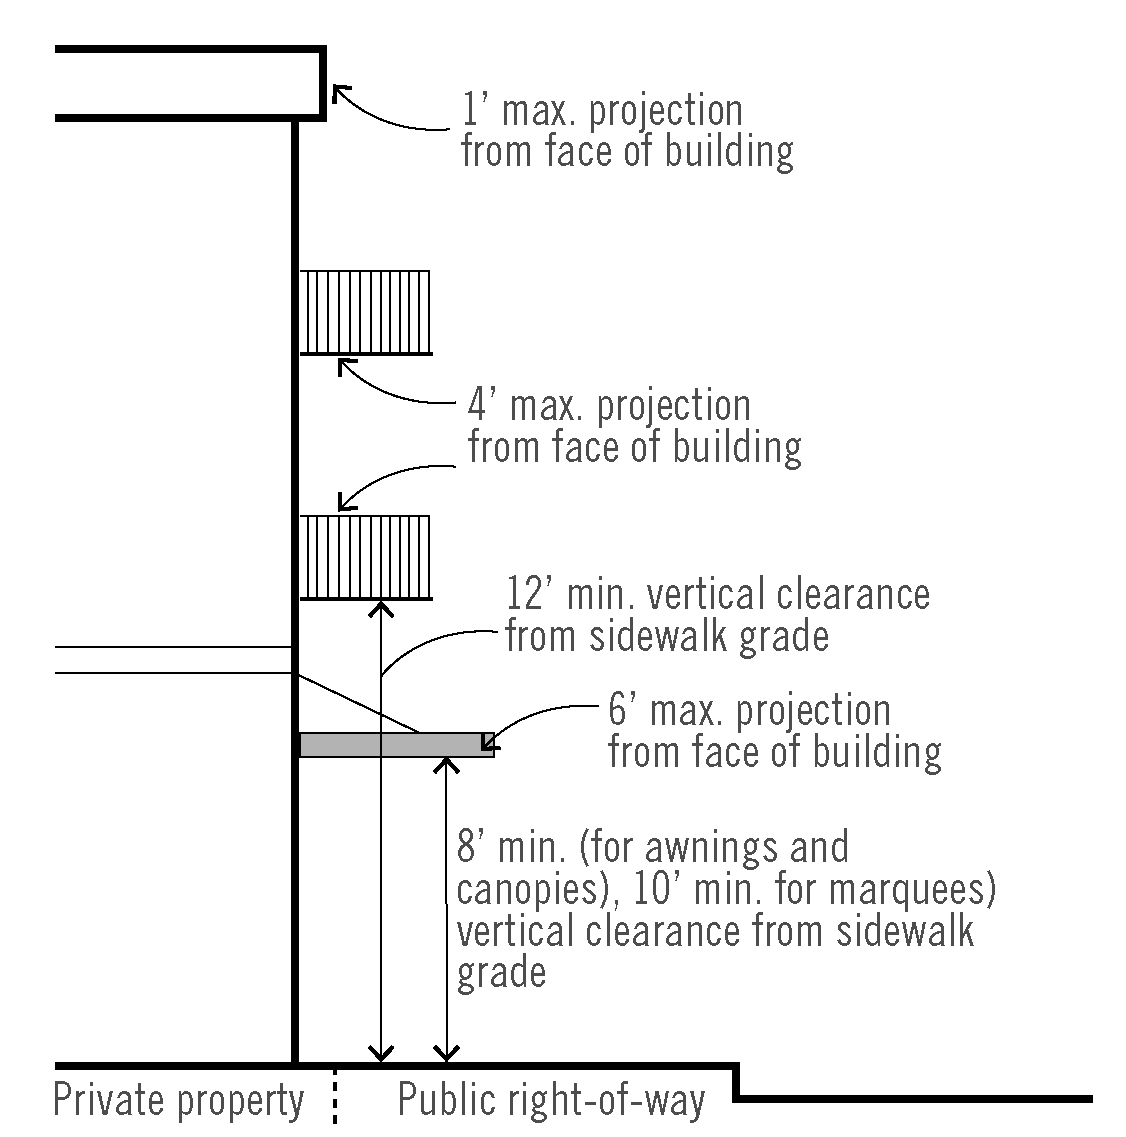 1’ max. projection
from face of building
4’ max. projection
from face of building
12’ min. vertical clearance
from sidewalk grade
6’ max. projection
from face of building
8’ min. (for awnings and
canopies), 10’ min. for marquees)
vertical clearance from sidewalk
grade
Private property
Public right-of-way